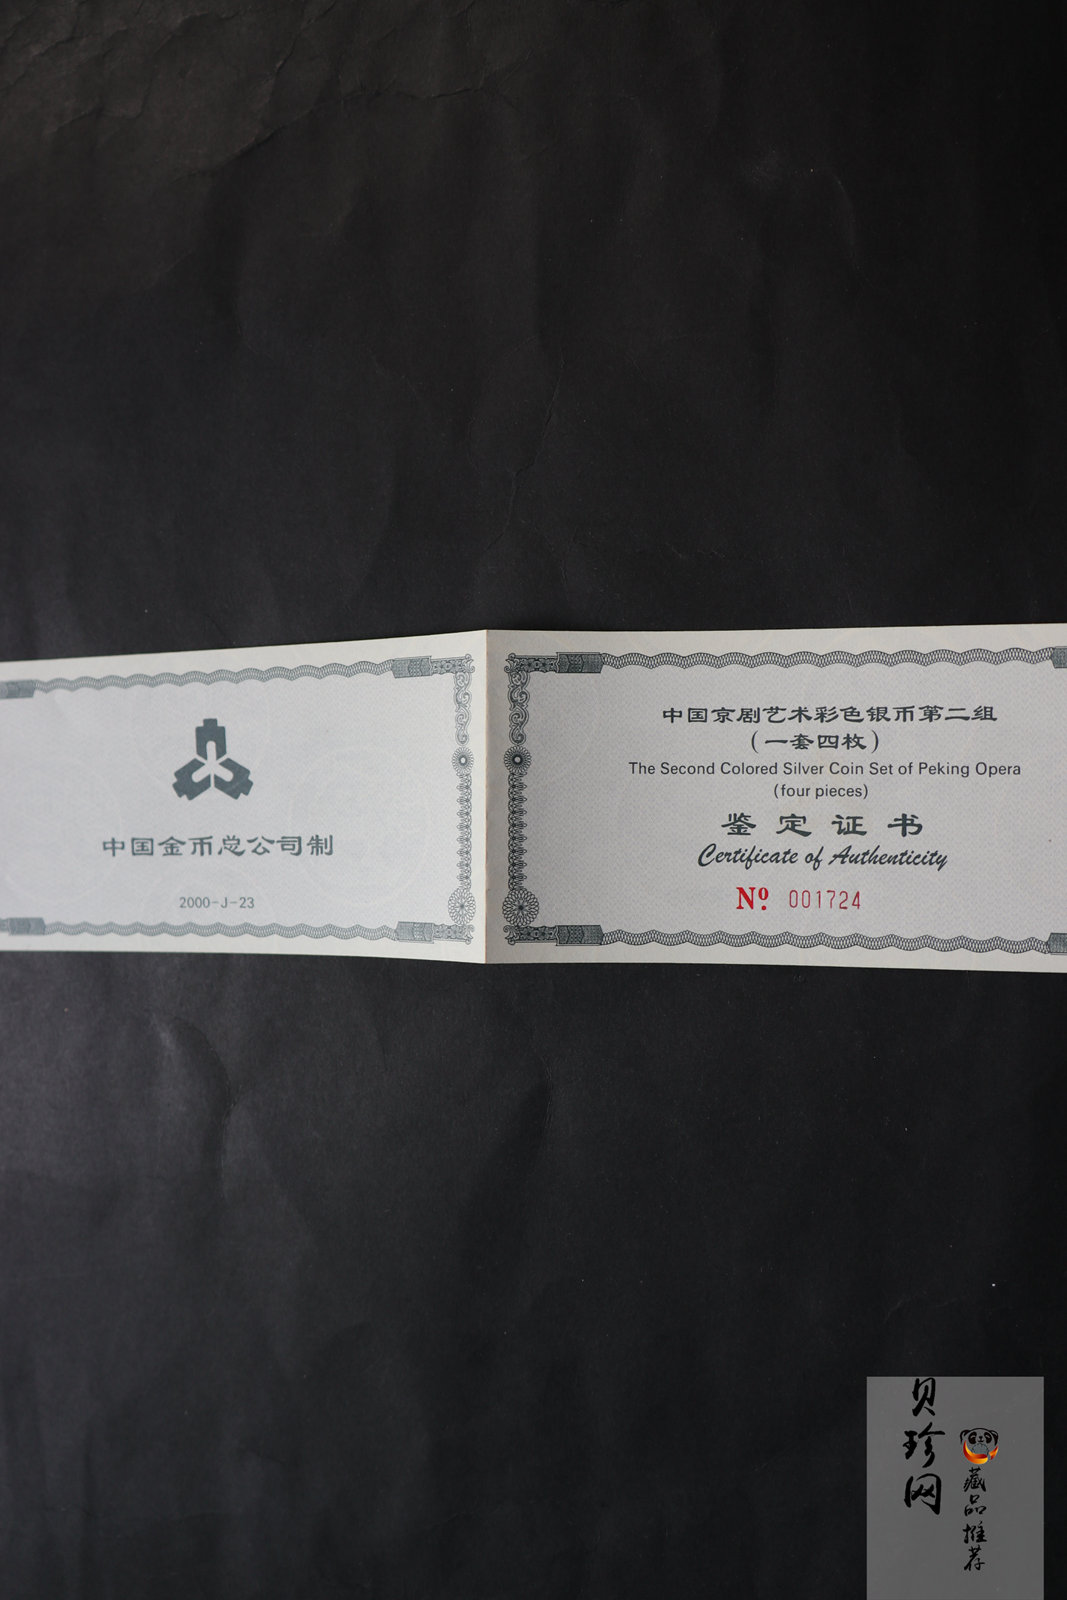 中国金币总公司制
2000-J-23
中国京剧艺术彩色银币第二组
(一套四枚)
The Second Colored Silver Coin Set of Peking Opera
(four pieces)
鉴定证书
Certificate of Authenticity
Nº. 001724
贝珍网
藏品推荐